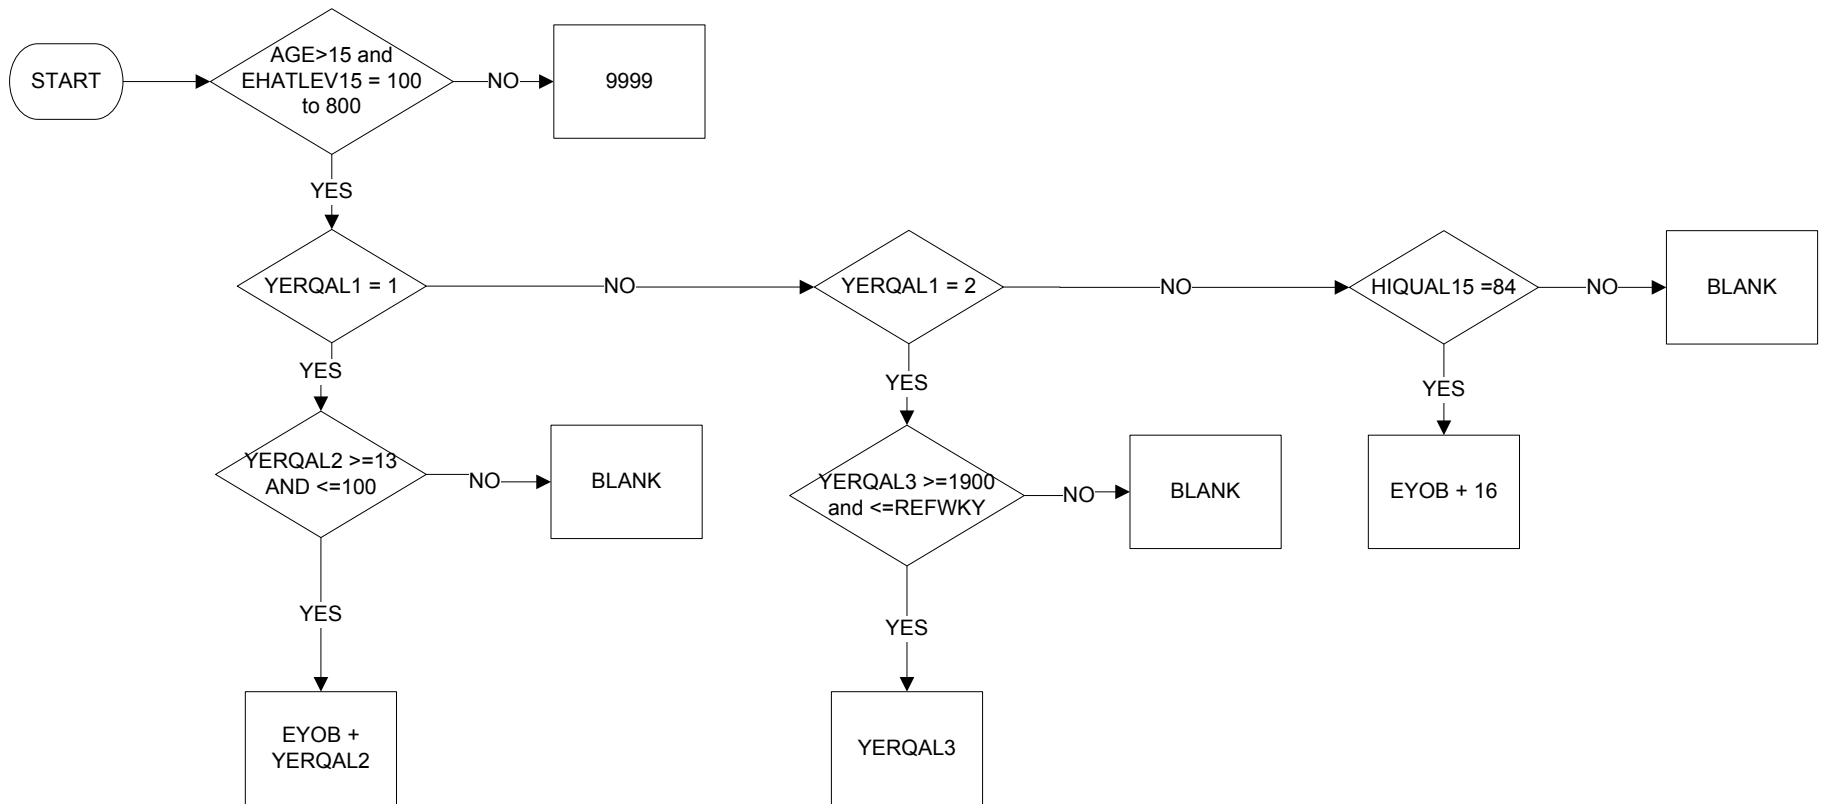 START
AGE>15 and
EHATLEV15 = 100
to 800
NO
9999
YES
YERQAL1 = 1
NO
YERQAL1 = 2
NO
HIQUAL15 =84
NO
BLANK
YES
YES
YES
YERQAL2 >=13
AND <=100
NO
BLANK
YERQAL3 >=1900
and <=REFWKY
NO
BLANK
EYOB + 16
YES
YES
EYOB +
YERQAL2
YERQAL3